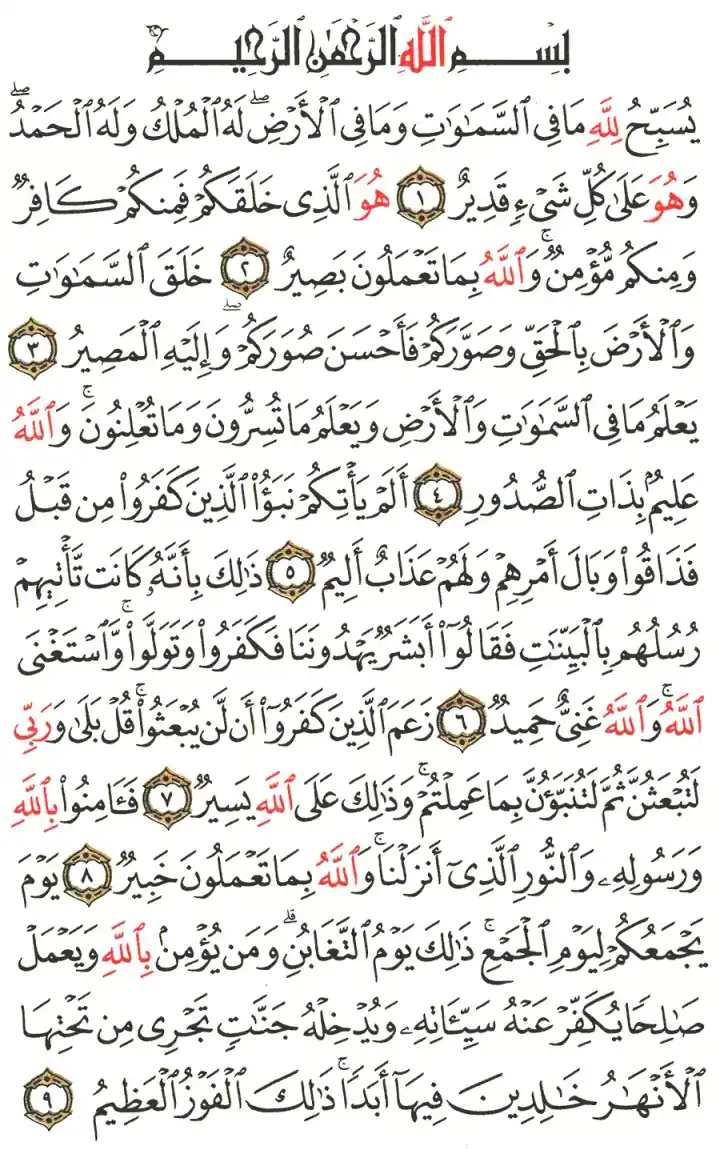 بِسْمِ ٱللَّهِ ٱلرَّحْمَٰنِ ٱلرَّحِيمِ
يُسَبِّحُ لِلَّهِ مَا فِي ٱلسَّمَٰوَٰتِ وَمَا فِي ٱلْأَرْضِۖ لَهُ ٱلْمُلْكُ وَلَهُ ٱلْحَمْدُۖ
وَهُوَ عَلَىٰ كُلِّ شَيْءٍ قَدِيرٌ ١ هُوَ ٱلَّذِي خَلَقَكُمْ فَمِنكُمْ كَافِرٌ
وَمِنكُم مُّؤْمِنٌۚ وَٱللَّهُ بِمَا تَعْمَلُونَ بَصِيرٌ ٢ خَلَقَ ٱلسَّمَٰوَٰتِ
وَٱلْأَرْضَ بِٱلْحَقِّ وَصَوَّرَكُمْ فَأَحْسَنَ صُوَرَكُمْۖ وَإِلَيْهِ ٱلْمَصِيرُ ٣
يَعْلَمُ مَا فِي ٱلسَّمَٰوَٰتِ وَٱلْأَرْضِ وَيَعْلَمُ مَا تُسِرُّونَ وَمَا تُعْلِنُونَۚ وَٱللَّهُ
عَلِيمٌۢ بِذَاتِ ٱلصُّدُورِ ٤ أَلَمْ يَأْتِكُمْ نَبَؤُا۟ ٱلَّذِينَ كَفَرُوا۟ مِن قَبْلُ
فَذَاقُوا۟ وَبَالَ أَمْرِهِمْ وَلَهُمْ عَذَابٌ أَلِيمٌ ٥ ذَٰلِكَ بِأَنَّهُۥ كَانَت تَّأْتِيهِمْ
رُسُلُهُم بِٱلْبَيِّنَٰتِ فَقَالُوٓا۟ أَبَشَرٌ يَهْدُونَنَا فَكَفَرُوا۟ وَتَوَلَّوا۟ۚ وَّٱسْتَغْنَى
ٱللَّهُۚ وَٱللَّهُ غَنِيٌّ حَمِيدٌ ٦ زَعَمَ ٱلَّذِينَ كَفَرُوٓا۟ أَن لَّن يُبْعَثُوا۟ۚ قُلْ بَلَىٰ وَرَبِّي
لَتُبْعَثُنَّ ثُمَّ لَتُنَبَّؤُنَّ بِمَا عَمِلْتُمْۚ وَذَٰلِكَ عَلَى ٱللَّهِ يَسِيرٌ ٧ فَـَٔامِنُوا۟ بِٱللَّهِ
وَرَسُولِهِۦ وَٱلنُّورِ ٱلَّذِيٓ أَنزَلْنَاۚ وَٱللَّهُ بِمَا تَعْمَلُونَ خَبِيرٌ ٨ يَوْمَ
يَجْمَعُكُمْ لِيَوْمِ ٱلْجَمْعِۖ ذَٰلِكَ يَوْمُ ٱلتَّغَابُنِۗ وَمَن يُؤْمِنۢ بِٱللَّهِ وَيَعْمَلْ
صَٰلِحًا يُكَفِّرْ عَنْهُ سَيِّـَٔاتِهِۦ وَيُدْخِلْهُ جَنَّٰتٍ تَجْرِي مِن تَحْتِهَا
ٱلْأَنْهَٰرُ خَٰلِدِينَ فِيهَآ أَبَدًاۚ ذَٰلِكَ ٱلْفَوْزُ ٱلْعَظِيمُ ٩